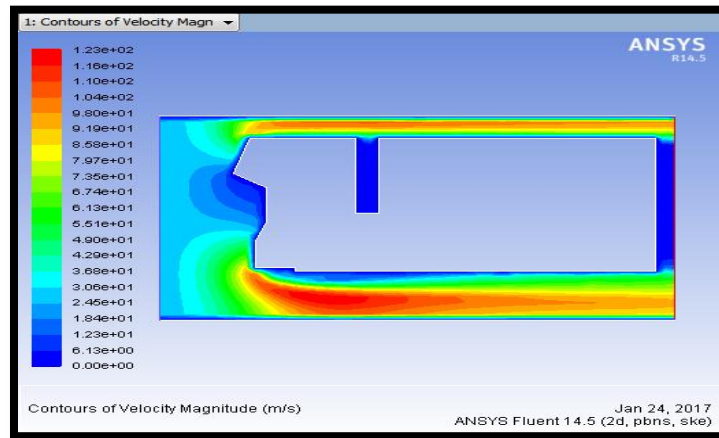 1: Contours of Velocity Magn
ANSYS
R14.5
1.23e+02
1.16e+02
1.10e+02
1.04e+02
9.80e+01
9.19e+01
8.58e+01
7.97e+01
7.35e+01
6.74e+01
6.13e+01
5.51e+01
4.90e+01
4.29e+01
3.68e+01
3.06e+01
2.45e+01
1.84e+01
1.23e+01
6.13e+00
0.00e+00
Contours of Velocity Magnitude (m/s)
Jan 24, 2017
ANSYS Fluent 14.5 (2d, pbns, ske)